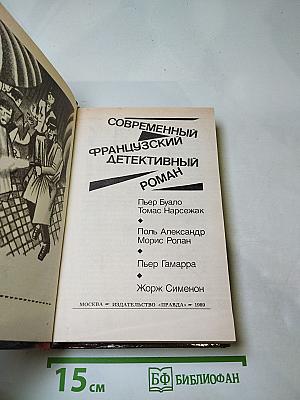 СОВРЕМЕННЫЙ
ФРАНЦУЗСКИЙ
ДЕТЕКТИВНЫЙ
РОМАН
Пьер Буало
Томас Нарсежак
Поль Александр
Морис Ролан
Пьер Гамарра
Жорж Сименон
МОСКВА — ИЗДАТЕЛЬСТВО «ПРАВДА» — 1989
15 см
БФ БИБЛИОФАН